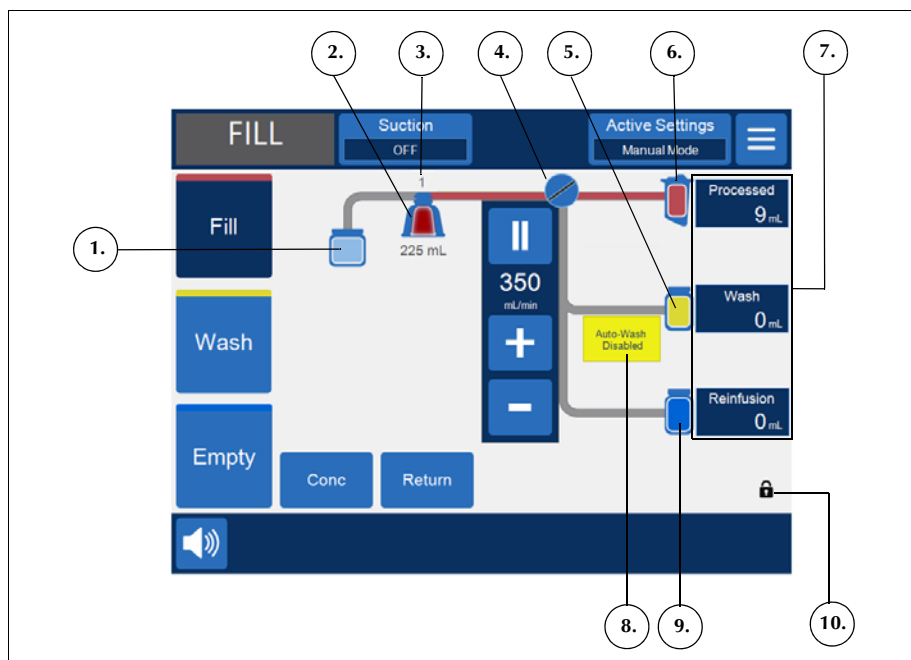 2.
3.
4.
5.
6.
7.
FILL
Suction
OFF
Active Settings
Manual Mode
1
Fill
Processed
9 mL
1.
225 mL
350
mL/min
Wash
0 mL
Auto-Wash
Disabled
Wash
Reinfusion
0 mL
Empty
Conc
Return
8.
9.
10.